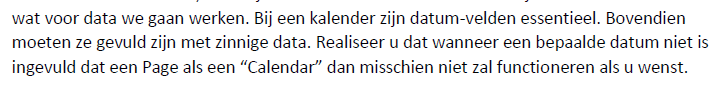 wat voor data we gaan werken. Bij een kalender zijn datum-velden essentieel. Bovendien
moeten ze gevuld zijn met zinnige data. Realiseer u dat wanneer een bepaalde datum niet is
ingevuld dat een Page als een “Calendar” dan misschien niet zal functioneren als u wenst.